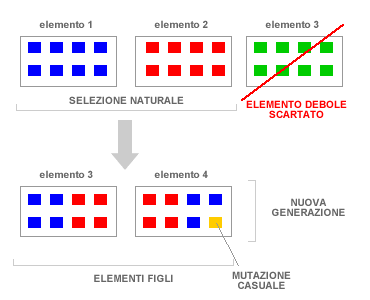 elemento 1
elemento 2
elemento 3
SELEZIONE NATURALE
ELEMENTO DEBOLE
SCARTATO
elemento 3
elemento 4
NUOVA
GENERAZIONE
ELEMENTI FIGLI
MUTAZIONE
CASUALE